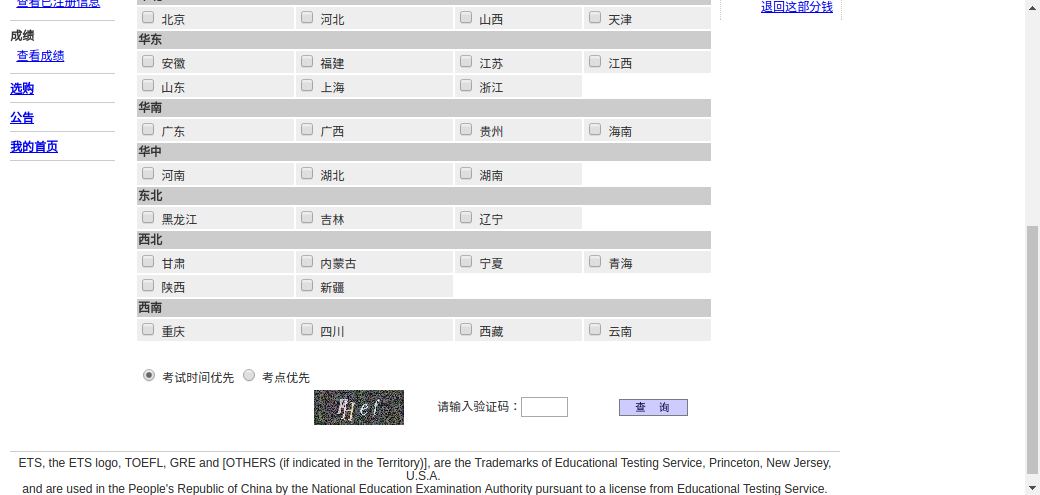 查看已注册信息
成绩
查看成绩
选购
公告
我的首页
北京 河北 山西 天津
华东
安徽 福建 江苏 江西
山东 上海 浙江
华南
广东 广西 贵州 海南
华中
河南 湖北 湖南
东北
黑龙江 吉林 辽宁
西北
甘肃 内蒙古 宁夏 青海
陕西 新疆
西南
重庆 四川 西藏 云南
考试时间优先 考点优先
请输入验证码： 查 询
退回这部分钱
ETS, the ETS logo, TOEFL, GRE and [OTHERS (if indicated in the Territory)], are the Trademarks of Educational Testing Service, Princeton, New Jersey,
U.S.A.
and are used in the People's Republic of China by the National Education Examination Authority pursuant to a license from Educational Testing Service.